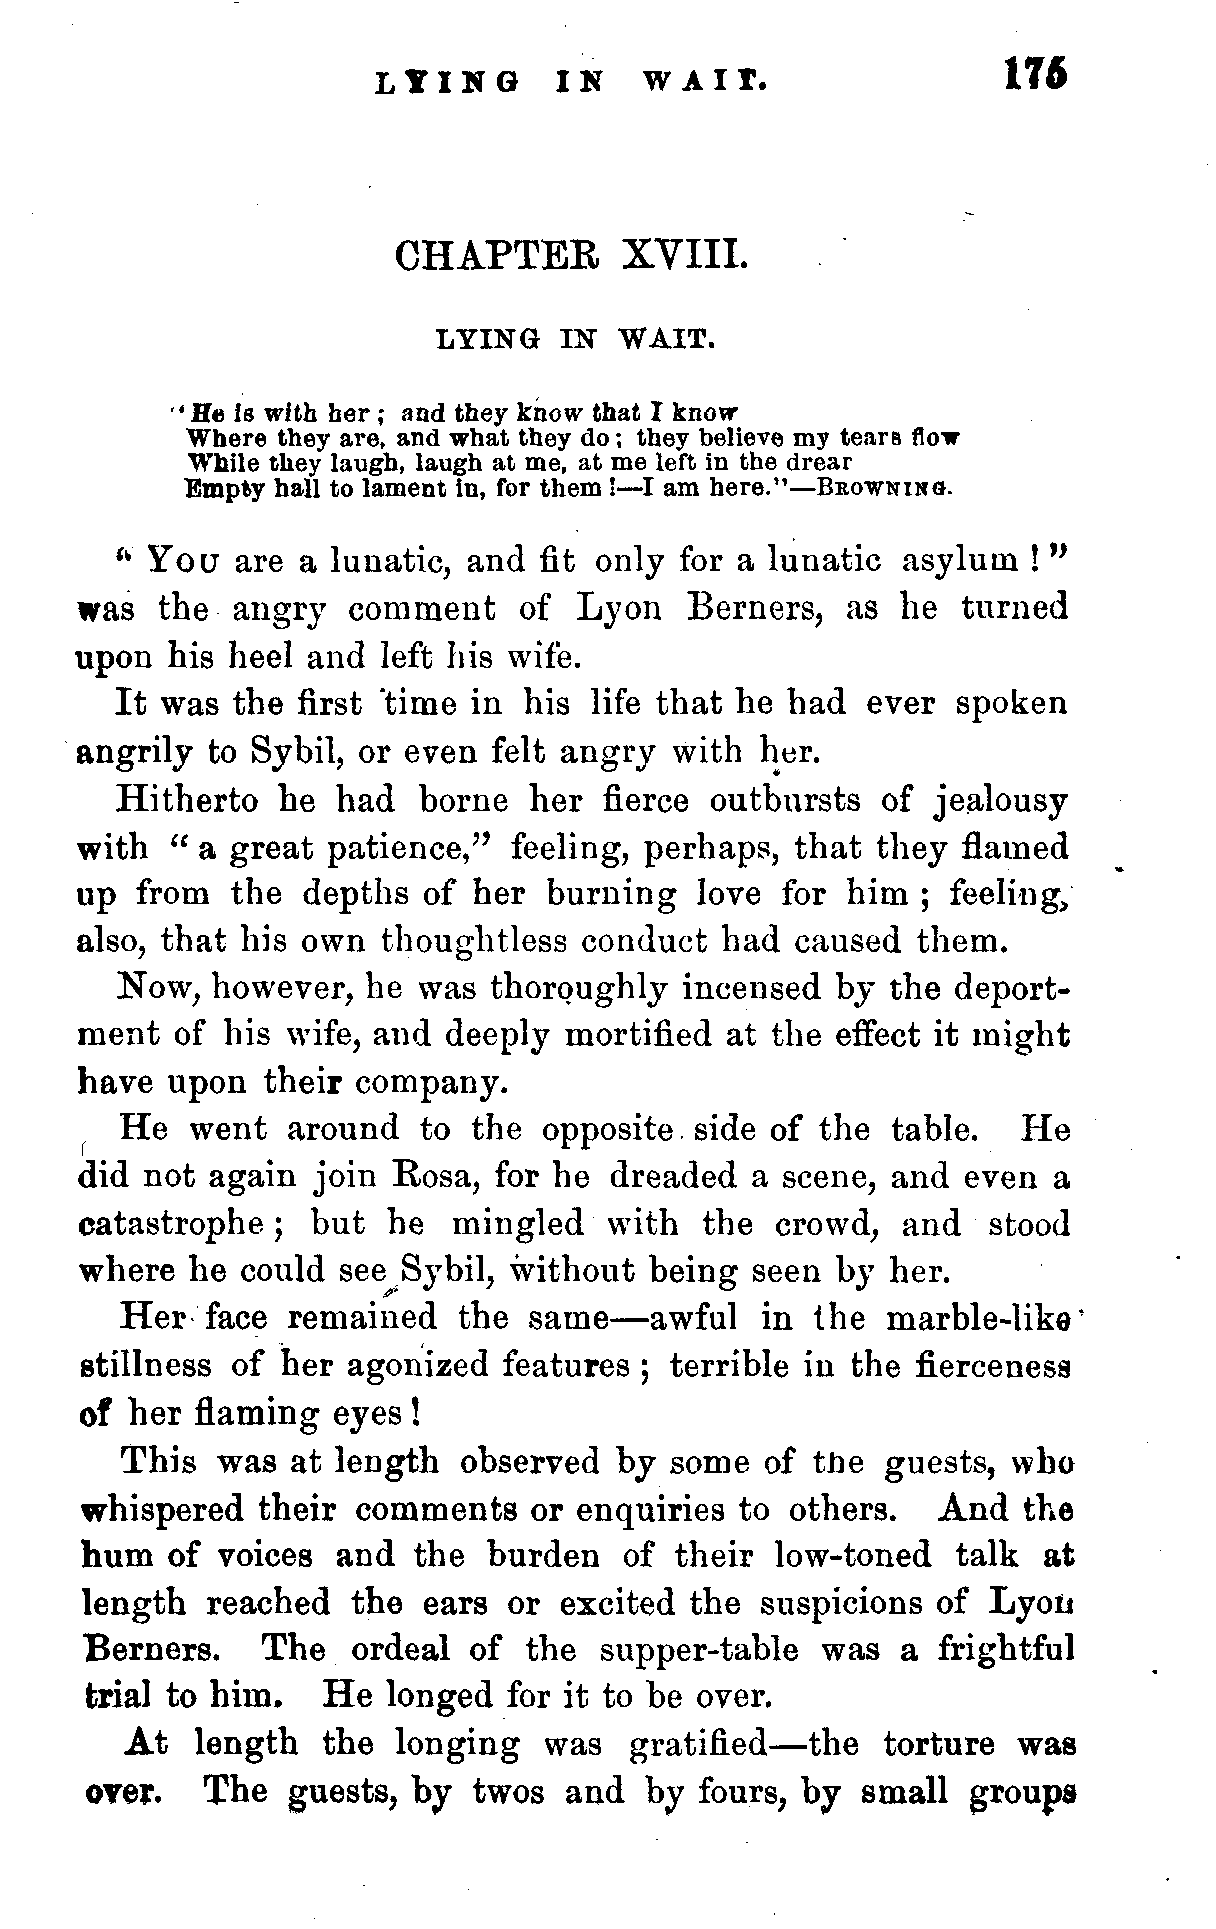 LYING IN WAIT. 175
CHAPTER XVIII.
LYING IN WAIT.
"He is with her; and they know that I know
Where they are, and what they do; they believe my tears flow
While they laugh, laugh at me, at me left in the drear
Empty hall to lament in, for them!—I am here."—BROWNING.
"YOU are a lunatic, and fit only for a lunatic asylum!"
was the angry comment of Lyon Berners, as he turned
upon his heel and left his wife.
It was the first time in his life that he had ever spoken
angrily to Sybil, or even felt angry with her.
Hitherto he had borne her fierce outbursts of jealousy
with "a great patience," feeling, perhaps, that they flamed
up from the depths of her burning love for him; feeling,
also, that his own thoughtless conduct had caused them.
Now, however, he was thoroughly incensed by the deport-
ment of his wife, and deeply mortified at the effect it might
have upon their company.
He went around to the opposite side of the table. He
did not again join Rosa, for he dreaded a scene, and even a
catastrophe; but he mingled with the crowd, and stood
where he could see Sybil, without being seen by her.
Her face remained the same—awful in the marble-like
stillness of her agonized features; terrible in the fierceness
of her flaming eyes!
This was at length observed by some of the guests, who
whispered their comments or enquiries to others. And the
hum of voices and the burden of their low-toned talk at
length reached the ears or excited the suspicions of Lyon
Berners. The ordeal of the supper-table was a frightful
trial to him. He longed for it to be over.
At length the longing was gratified—the torture was
over. The guests, by twos and by fours, by small groups